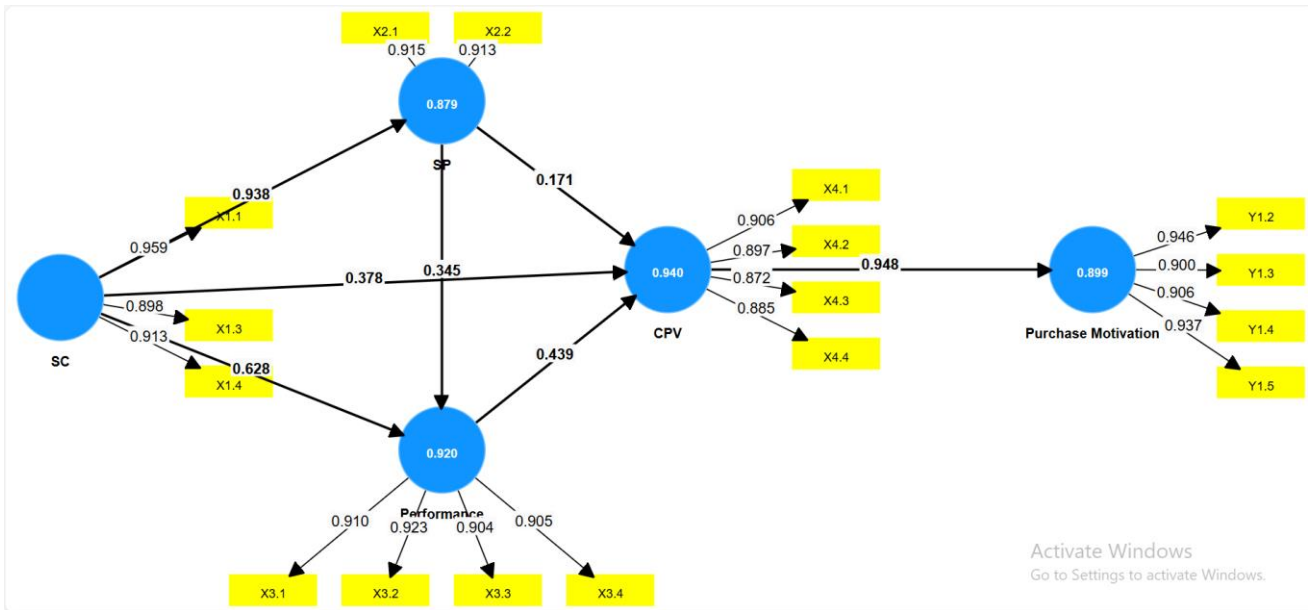 X2.1
X2.2
0.915
0.913
0.879
SP
0.938
0.171
X1.1
0.959
X4.1
0.906
X4.2
0.897
X4.3
0.872
X4.4
0.885
Y1.2
0.946
Y1.3
0.900
Y1.4
0.906
Y1.5
0.937
0.345
0.378
0.940
CPV
0.948
0.899
Purchase Motivation
SC
0.898
X1.3
0.913
X1.4
0.628
0.439
0.920
Performance
0.910
0.923
0.904
0.905
X3.1
X3.2
X3.3
X3.4
Activate Windows
Go to Settings to activate Windows.